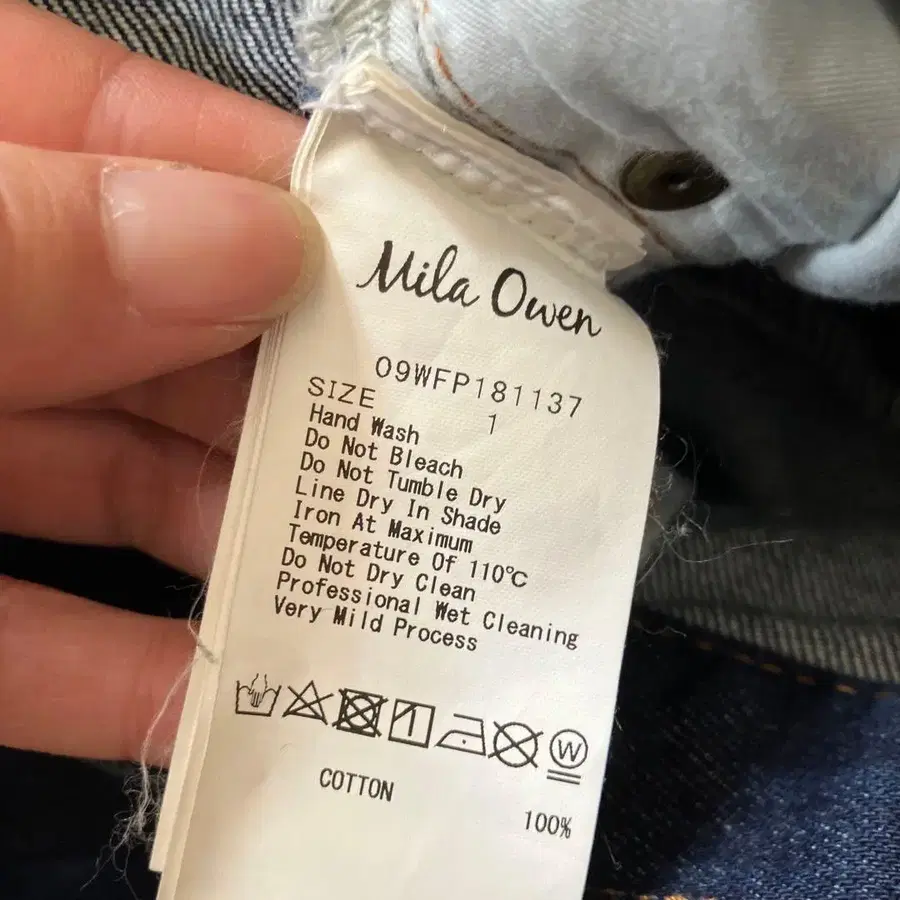 Mila Owen
09WFP181137
SIZE 1
Hand Wash
Do Not Bleach
Do Not Tumble Dry
Line Dry In Shade
Iron At Maximum
Temperature Of 110℃
Do Not Dry Clean
Professional Wet Cleaning
Very Mild Process
W
COTTON 100%